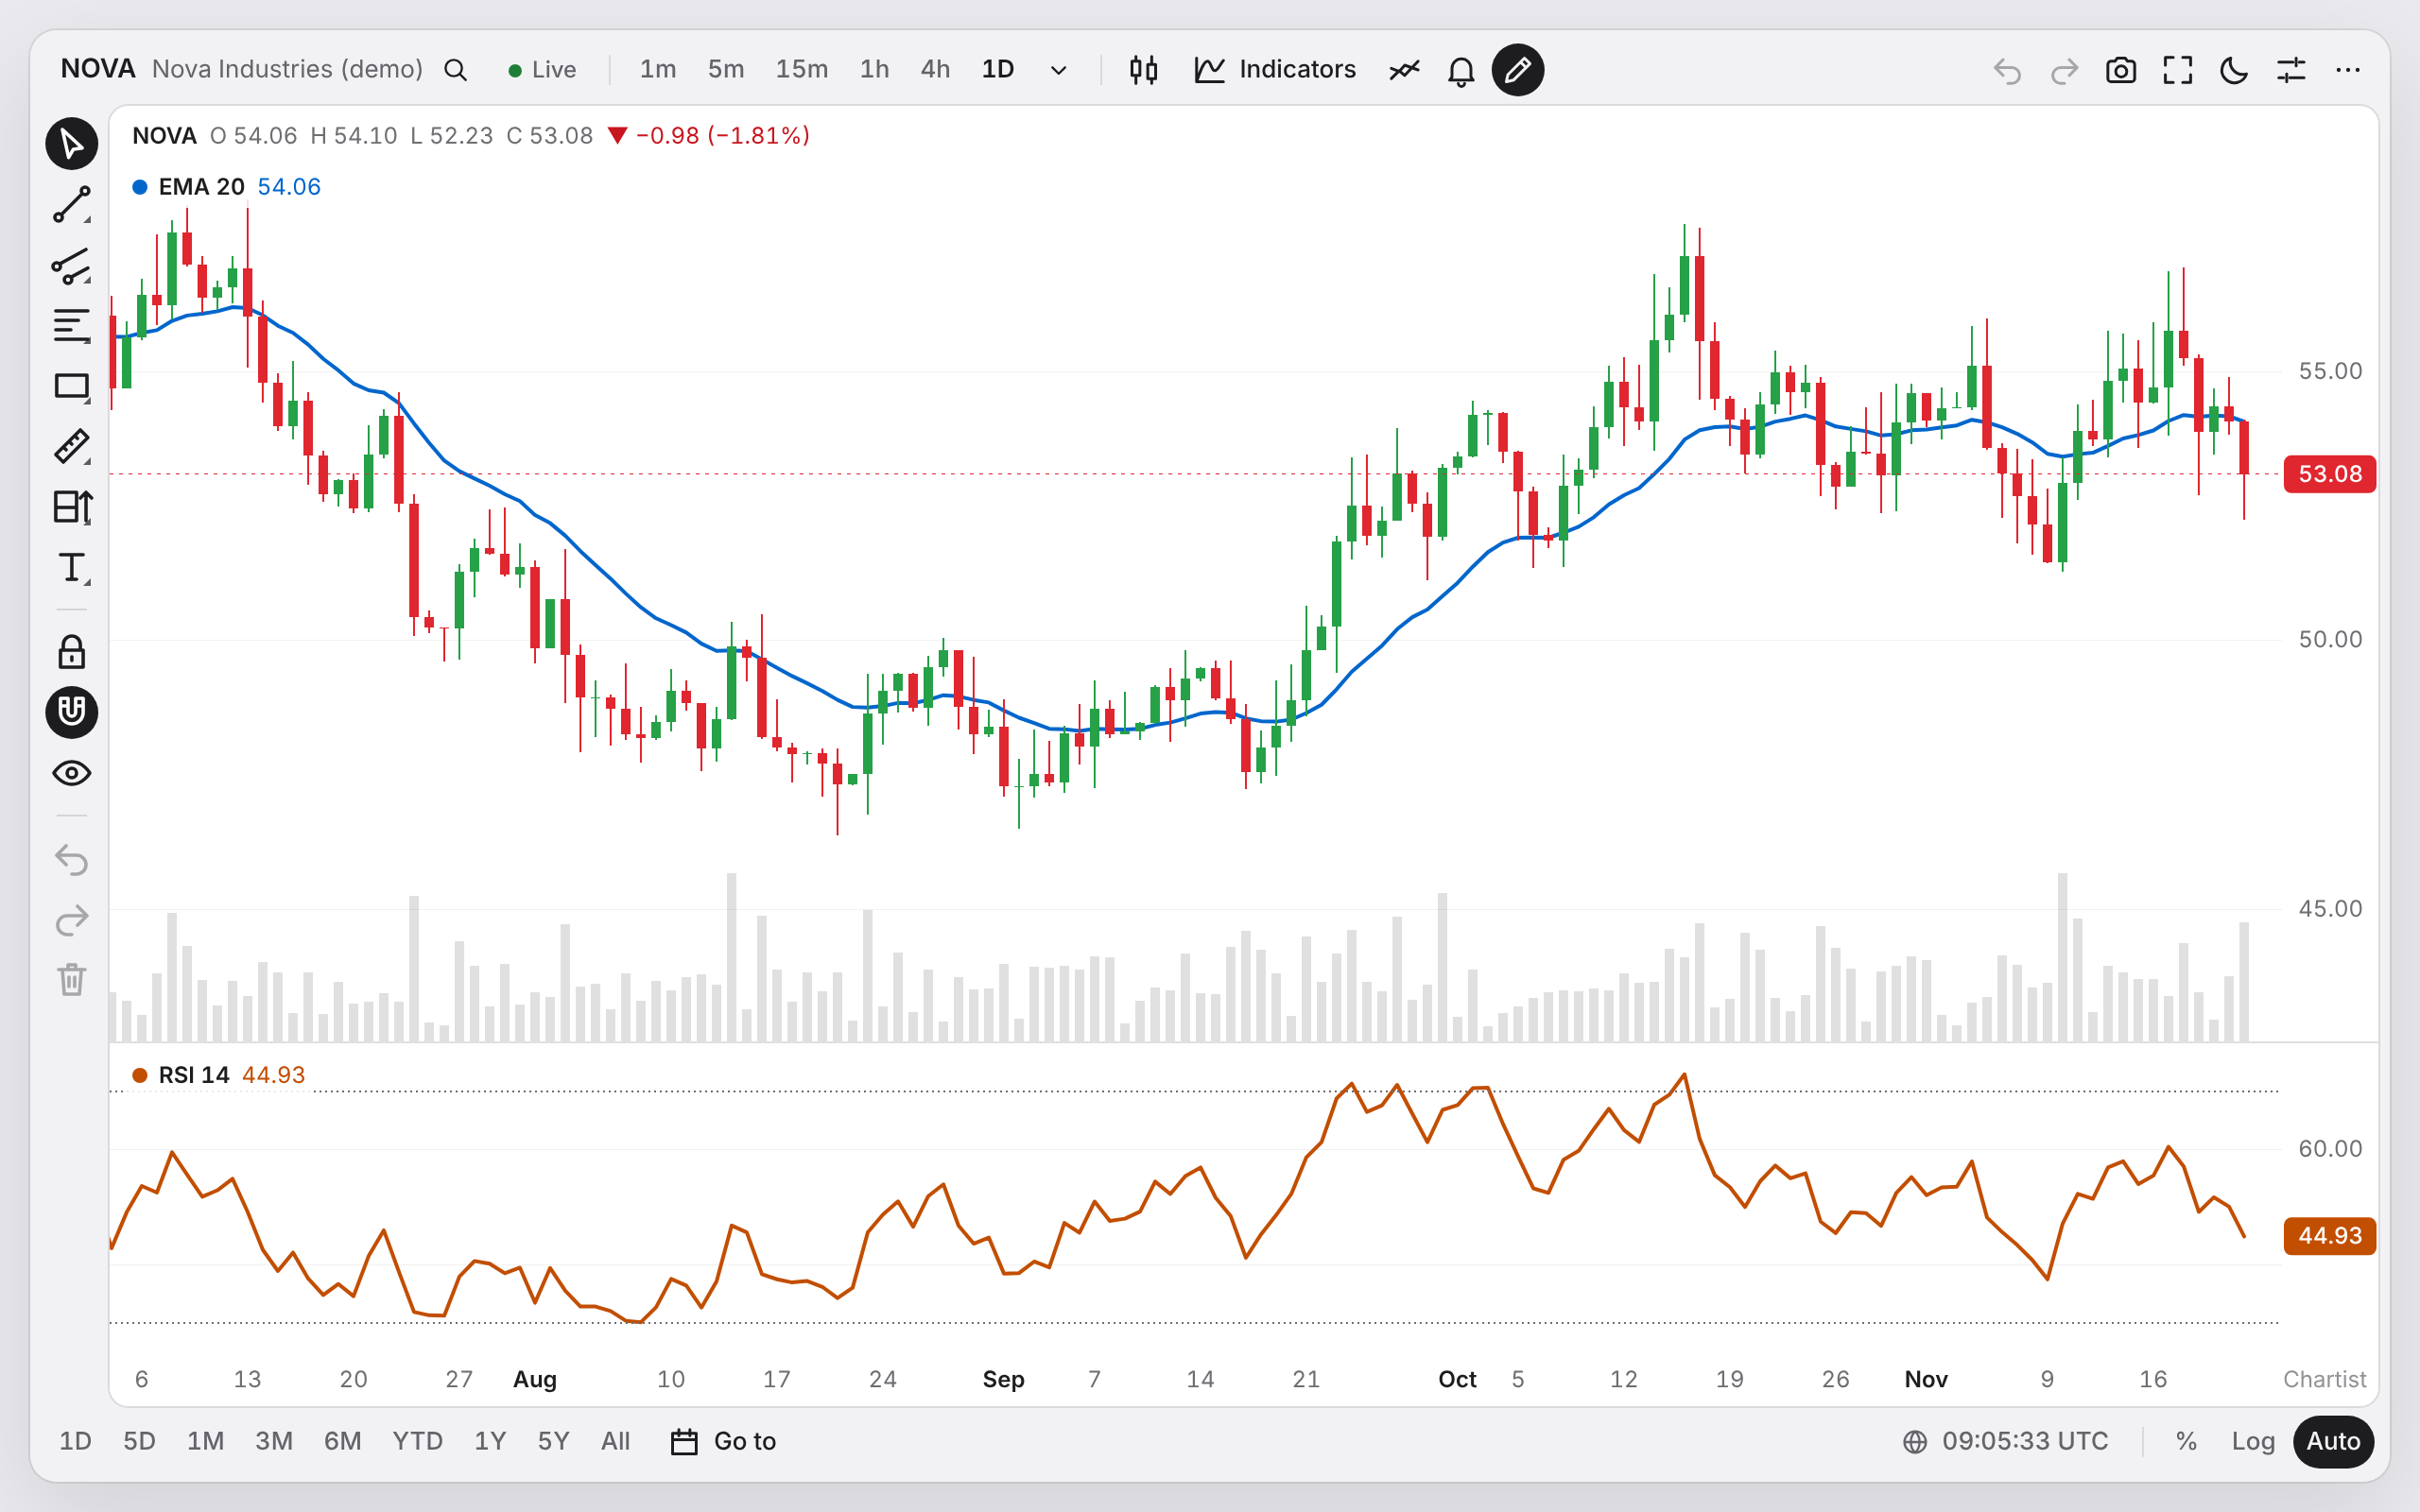 NOVA Nova Industries (demo) Live 1m 5m 15m 1h 4h 1D Indicators
NOVA O 54.06 H 54.10 L 52.23 C 53.08 ▼ −0.98 (−1.81%)
EMA 20 54.06
55.00
53.08
50.00
45.00
RSI 14 44.93
60.00
44.93
6 13 20 27 Aug 10 17 24 Sep 7 14 21 Oct 5 12 19 26 Nov 9 16 Chartist
1D 5D 1M 3M 6M YTD 1Y 5Y All Go to 09:05:33 UTC % Log Auto